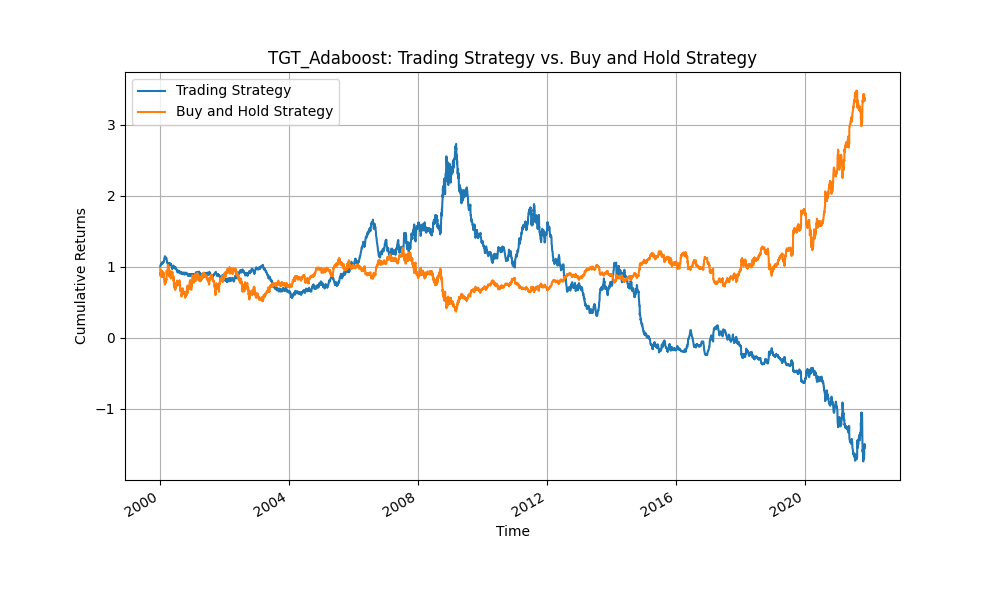 TGT_Adaboost: Trading Strategy vs. Buy and Hold Strategy
Trading Strategy
Buy and Hold Strategy
Cumulative Returns
3
2
1
0
−1
2000
2004
2008
2012
2016
2020
Time